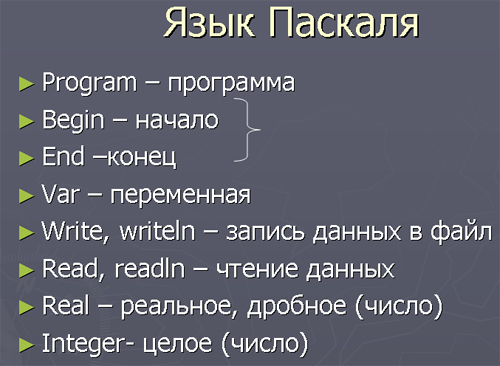 Язык Паскаля
Program – программа
Begin – начало
End –конец
Var – переменная
Write, writeln – запись данных в файл
Read, readln – чтение данных
Real – реальное, дробное (число)
Integer- целое (число)